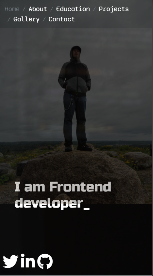 Home / About / Education / Projects
/ Gallery / Contact
I am Frontend
developer_